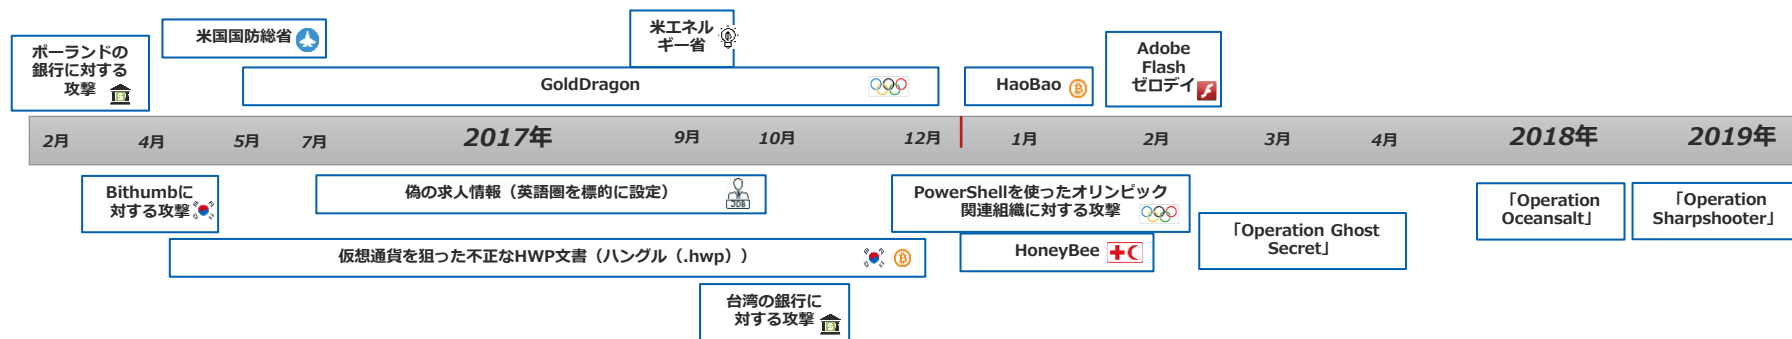 ポーランドの
銀行に対する
攻撃
米国国防総省
米エネル
ギー省
GoldDragon
HaoBao
Adobe
Flash
ゼロデイ
2月
4月
5月
7月
2017年
9月
10月
12月
1月
2月
3月
4月
2018年
2019年
Bithumbに
対する攻撃
偽の求人情報（英語圏を標的に設定）
JOB
PowerShellを使ったオリンピック
関連組織に対する攻撃
「Operation
Oceansalt」
「Operation
Sharpshooter」
仮想通貨を狙った不正なHWP文書（ハングル（.hwp））
HoneyBee
「Operation Ghost
Secret」
台湾の銀行に
対する攻撃